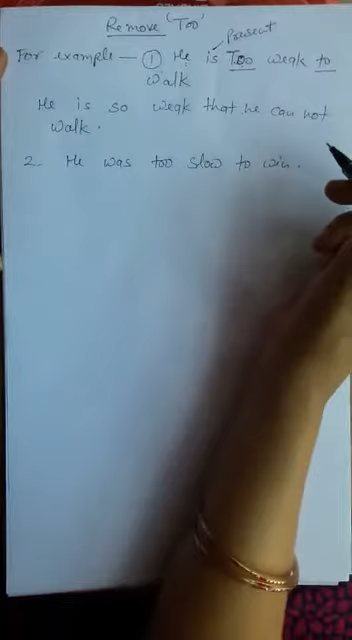 Remove 'Too'
Present
For example — ① He is Too weak to
walk
He is so weak that he can not
walk.
2. He was too slow to win.